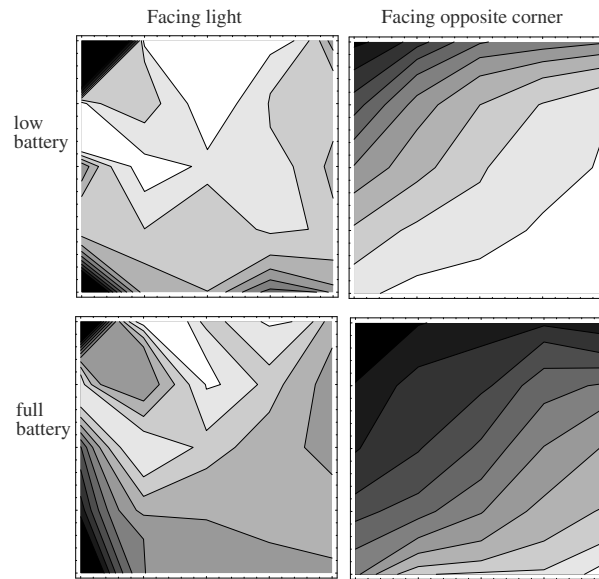 Facing light
Facing opposite corner
low
battery
full
battery